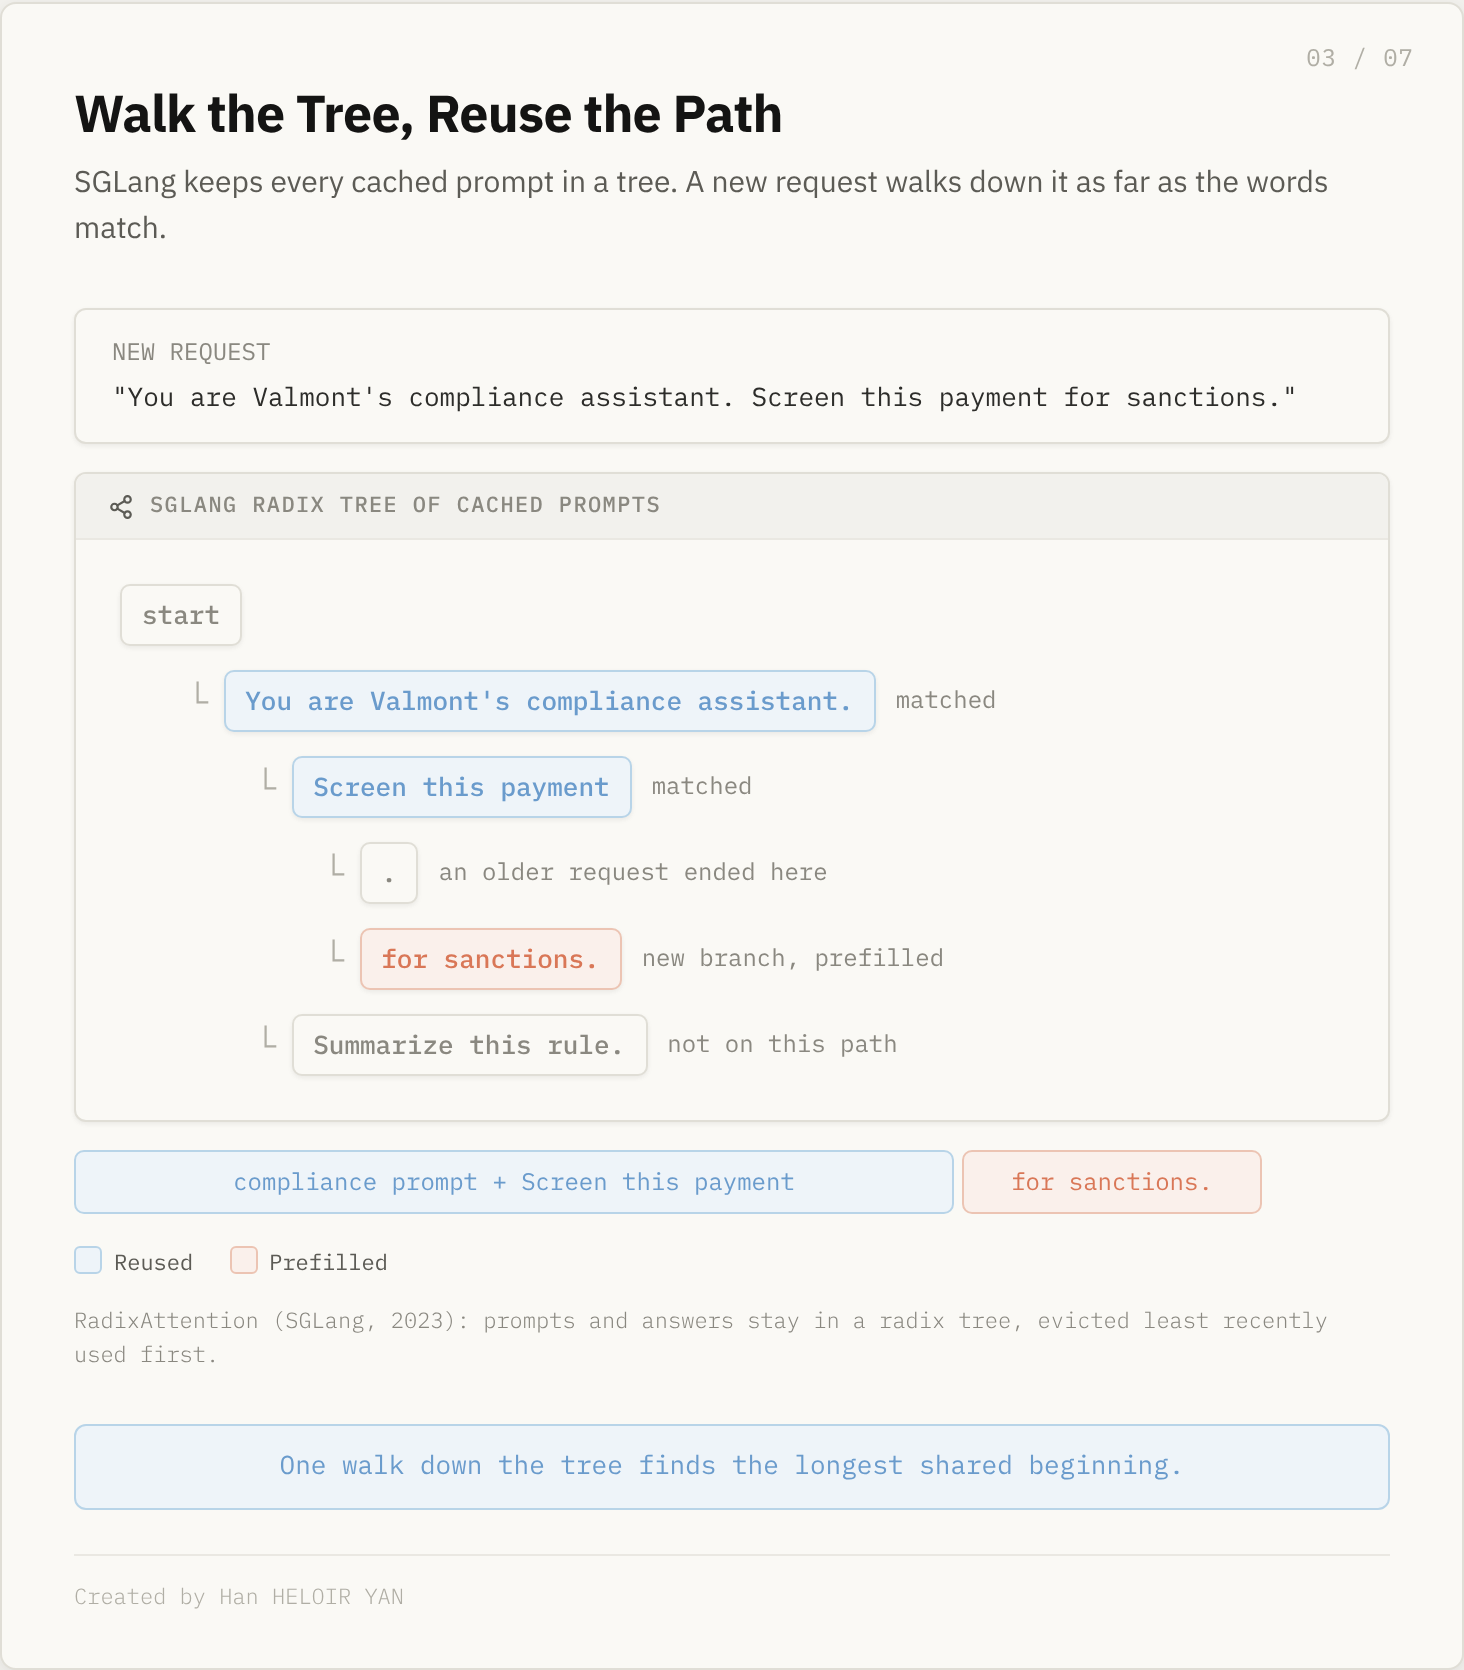 03 / 07
Walk the Tree, Reuse the Path
SGLang keeps every cached prompt in a tree. A new request walks down it as far as the words
match.
NEW REQUEST
"You are Valmont's compliance assistant. Screen this payment for sanctions."
SGLANG RADIX TREE OF CACHED PROMPTS
start
You are Valmont's compliance assistant. matched
Screen this payment matched
. an older request ended here
for sanctions. new branch, prefilled
Summarize this rule. not on this path
compliance prompt + Screen this payment for sanctions.
Reused Prefilled
RadixAttention (SGLang, 2023): prompts and answers stay in a radix tree, evicted least recently
used first.
One walk down the tree finds the longest shared beginning.
Created by Han HELOIR YAN